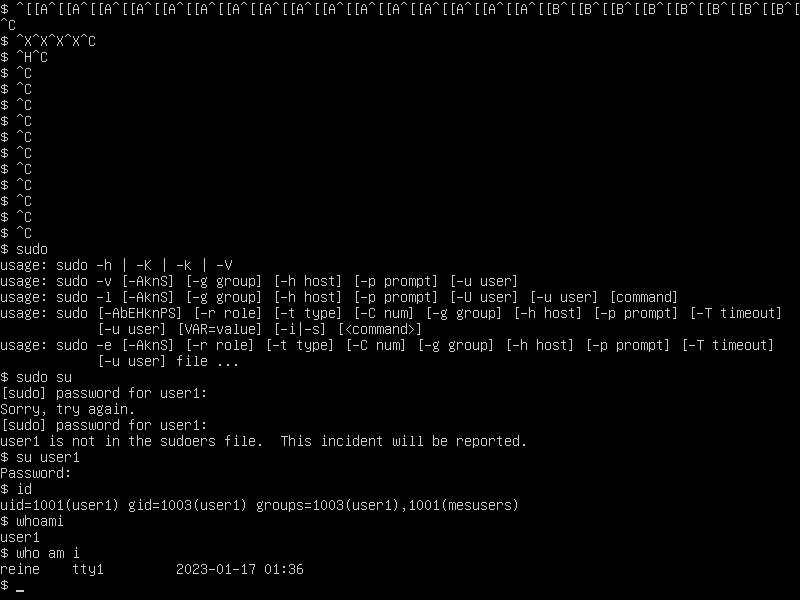 $ ^[[A^[[A^[[A^[[A^[[A^[[A^[[A^[[A^[[A^[[A^[[A^[[A^[[A^[[A^[[A^[[A^[[B^[[B^[[B^[[B^[[B^[[B^[[B^[[B^[
^C
$ ^X^X^X^X^C
$ ^H^C
$ ^C
$ ^C
$ ^C
$ ^C
$ ^C
$ ^C
$ ^C
$ ^C
$ ^C
$ ^C
$ ^C
$ sudo
usage: sudo -h | -K | -k | -V
usage: sudo -v [-AknS] [-g group] [-h host] [-p prompt] [-u user]
usage: sudo -l [-AknS] [-g group] [-h host] [-p prompt] [-U user] [-u user] [command]
usage: sudo [-AbEHknPS] [-r role] [-t type] [-C num] [-g group] [-h host] [-p prompt] [-T timeout]
            [-u user] [VAR=value] [-i|-s] [<command>]
usage: sudo -e [-AknS] [-r role] [-t type] [-C num] [-g group] [-h host] [-p prompt] [-T timeout]
            [-u user] file ...
$ sudo su
[sudo] password for user1:
Sorry, try again.
[sudo] password for user1:
user1 is not in the sudoers file.  This incident will be reported.
$ su user1
Password:
$ id
uid=1001(user1) gid=1003(user1) groups=1003(user1),1001(mesusers)
$ whoami
user1
$ who am i
reine    tty1         2023-01-17 01:36
$ _